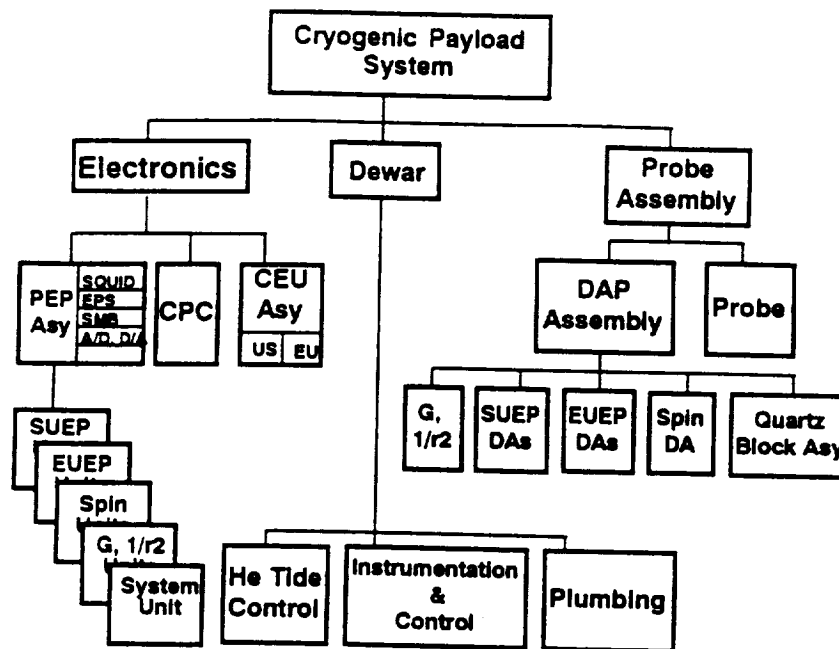 Cryogenic Payload
System
Electronics
Dewar
Probe
Assembly
PEP
Asy
SQUID
EPS
SMB
A/D, D/A
CPC
CEU
Asy
US
EU
DAP
Assembly
Probe
G,
1/r2
SUEP
DAs
EUEP
DAs
Spin
DA
Quartz
Block Asy
SUEP
EUEP
Spin
G, 1/r2
System
Unit
He Tide
Control
Instrumentation
&
Control
Plumbing